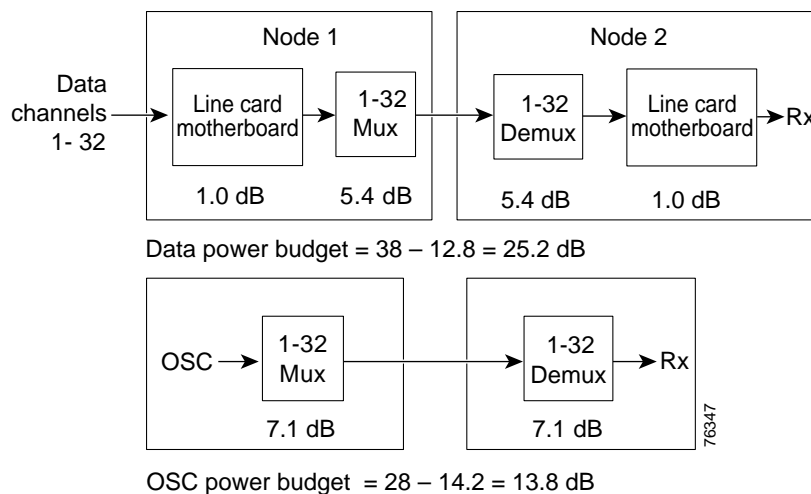 Node 1
Node 2
Data
channels
1- 32
Line card
motherboard
1-32
Mux
1-32
Demux
Line card
motherboard
Rx
1.0 dB
5.4 dB
5.4 dB
1.0 dB
Data power budget = 38 – 12.8 = 25.2 dB
OSC
1-32
Mux
1-32
Demux
Rx
7.1 dB
7.1 dB
76347
OSC power budget = 28 – 14.2 = 13.8 dB